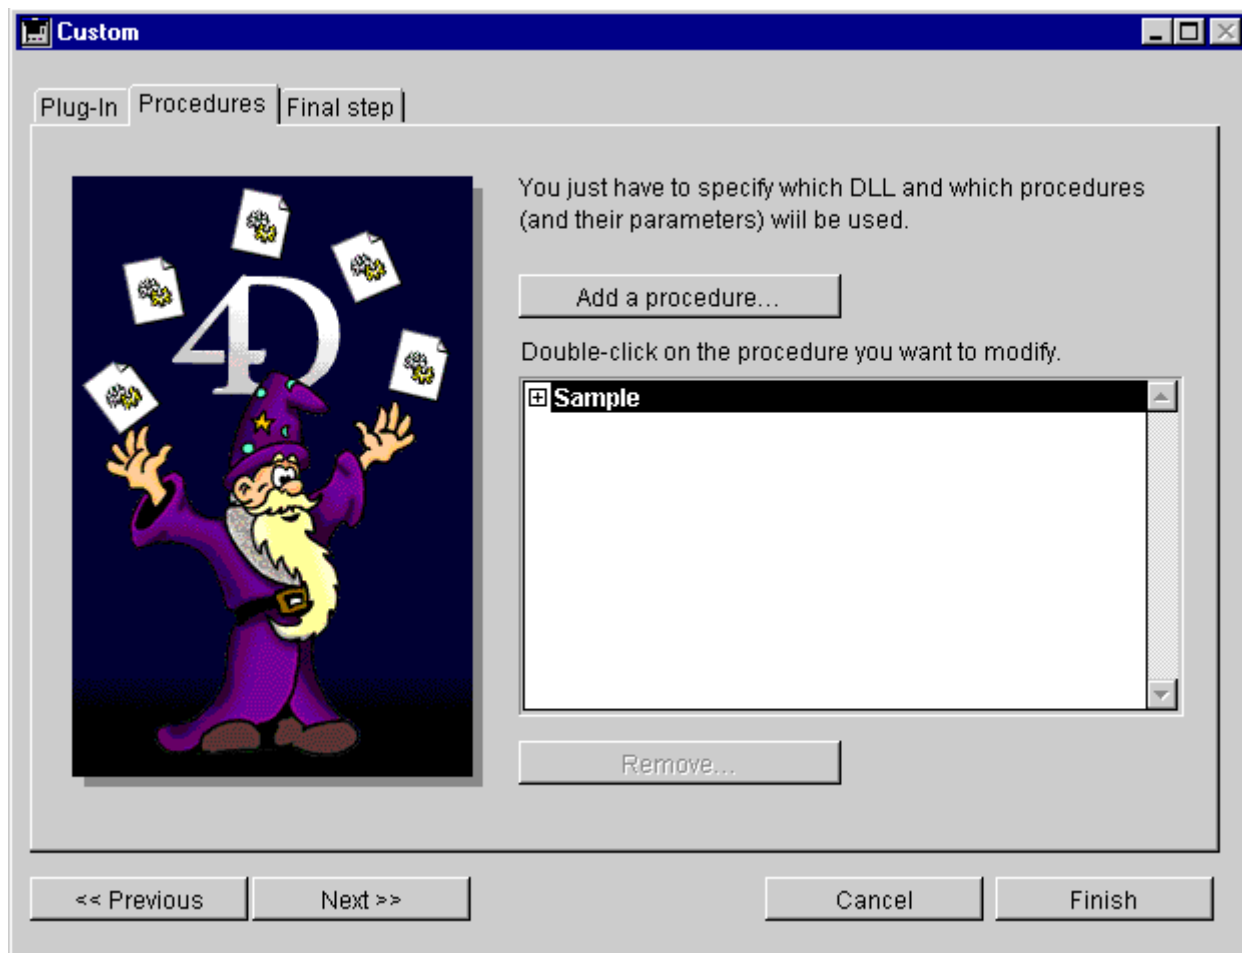 Custom
Plug-In Procedures Final step
You just have to specify which DLL and which procedures
(and their parameters) wiil be used.
4D
Add a procedure...
Double-click on the procedure you want to modify.
Sample
Remove...
<< Previous Next >> Cancel Finish